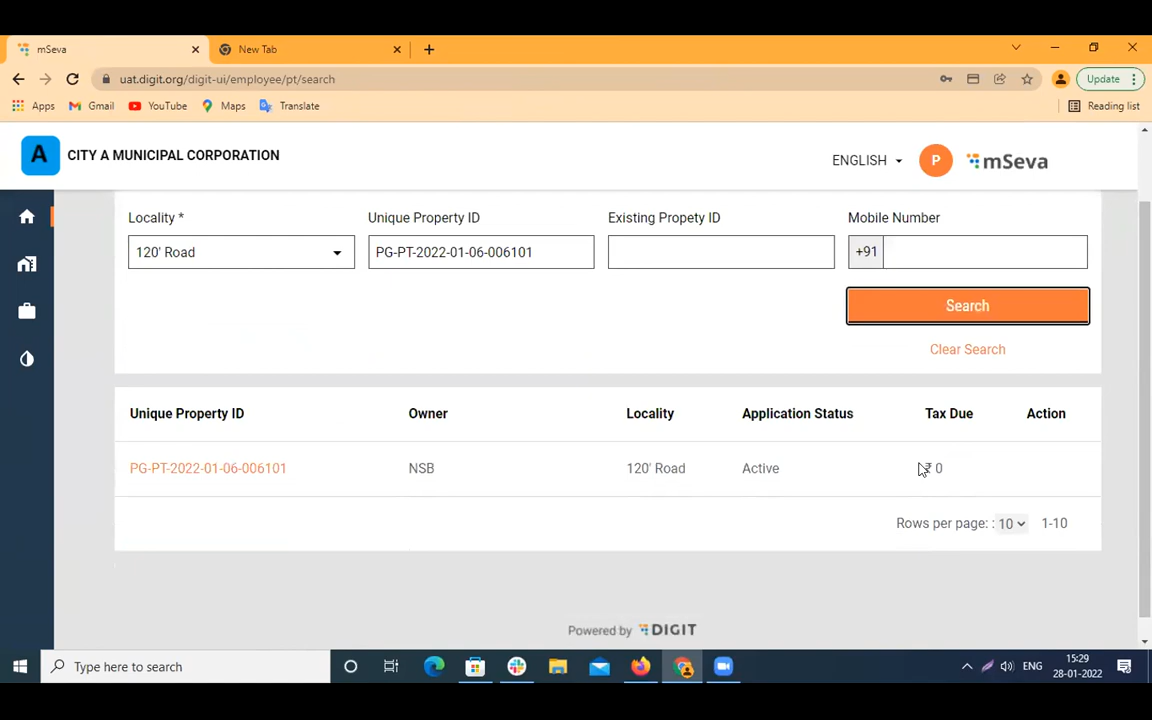 mSeva
New Tab
uat.digit.org/digit-ui/employee/pt/search
Update
Apps
Gmail
YouTube
Maps
Translate
Reading list
A
CITY A MUNICIPAL CORPORATION
ENGLISH
P
mSeva
Locality *
Unique Property ID
Existing Propety ID
Mobile Number
120' Road
PG-PT-2022-01-06-006101
+91
Search
Clear Search
Unique Property ID
Owner
Locality
Application Status
Tax Due
Action
PG-PT-2022-01-06-006101
NSB
120' Road
Active
₹ 0
Rows per page: :
10
1-10
Powered by DIGIT
Type here to search
ENG
15:29
28-01-2022